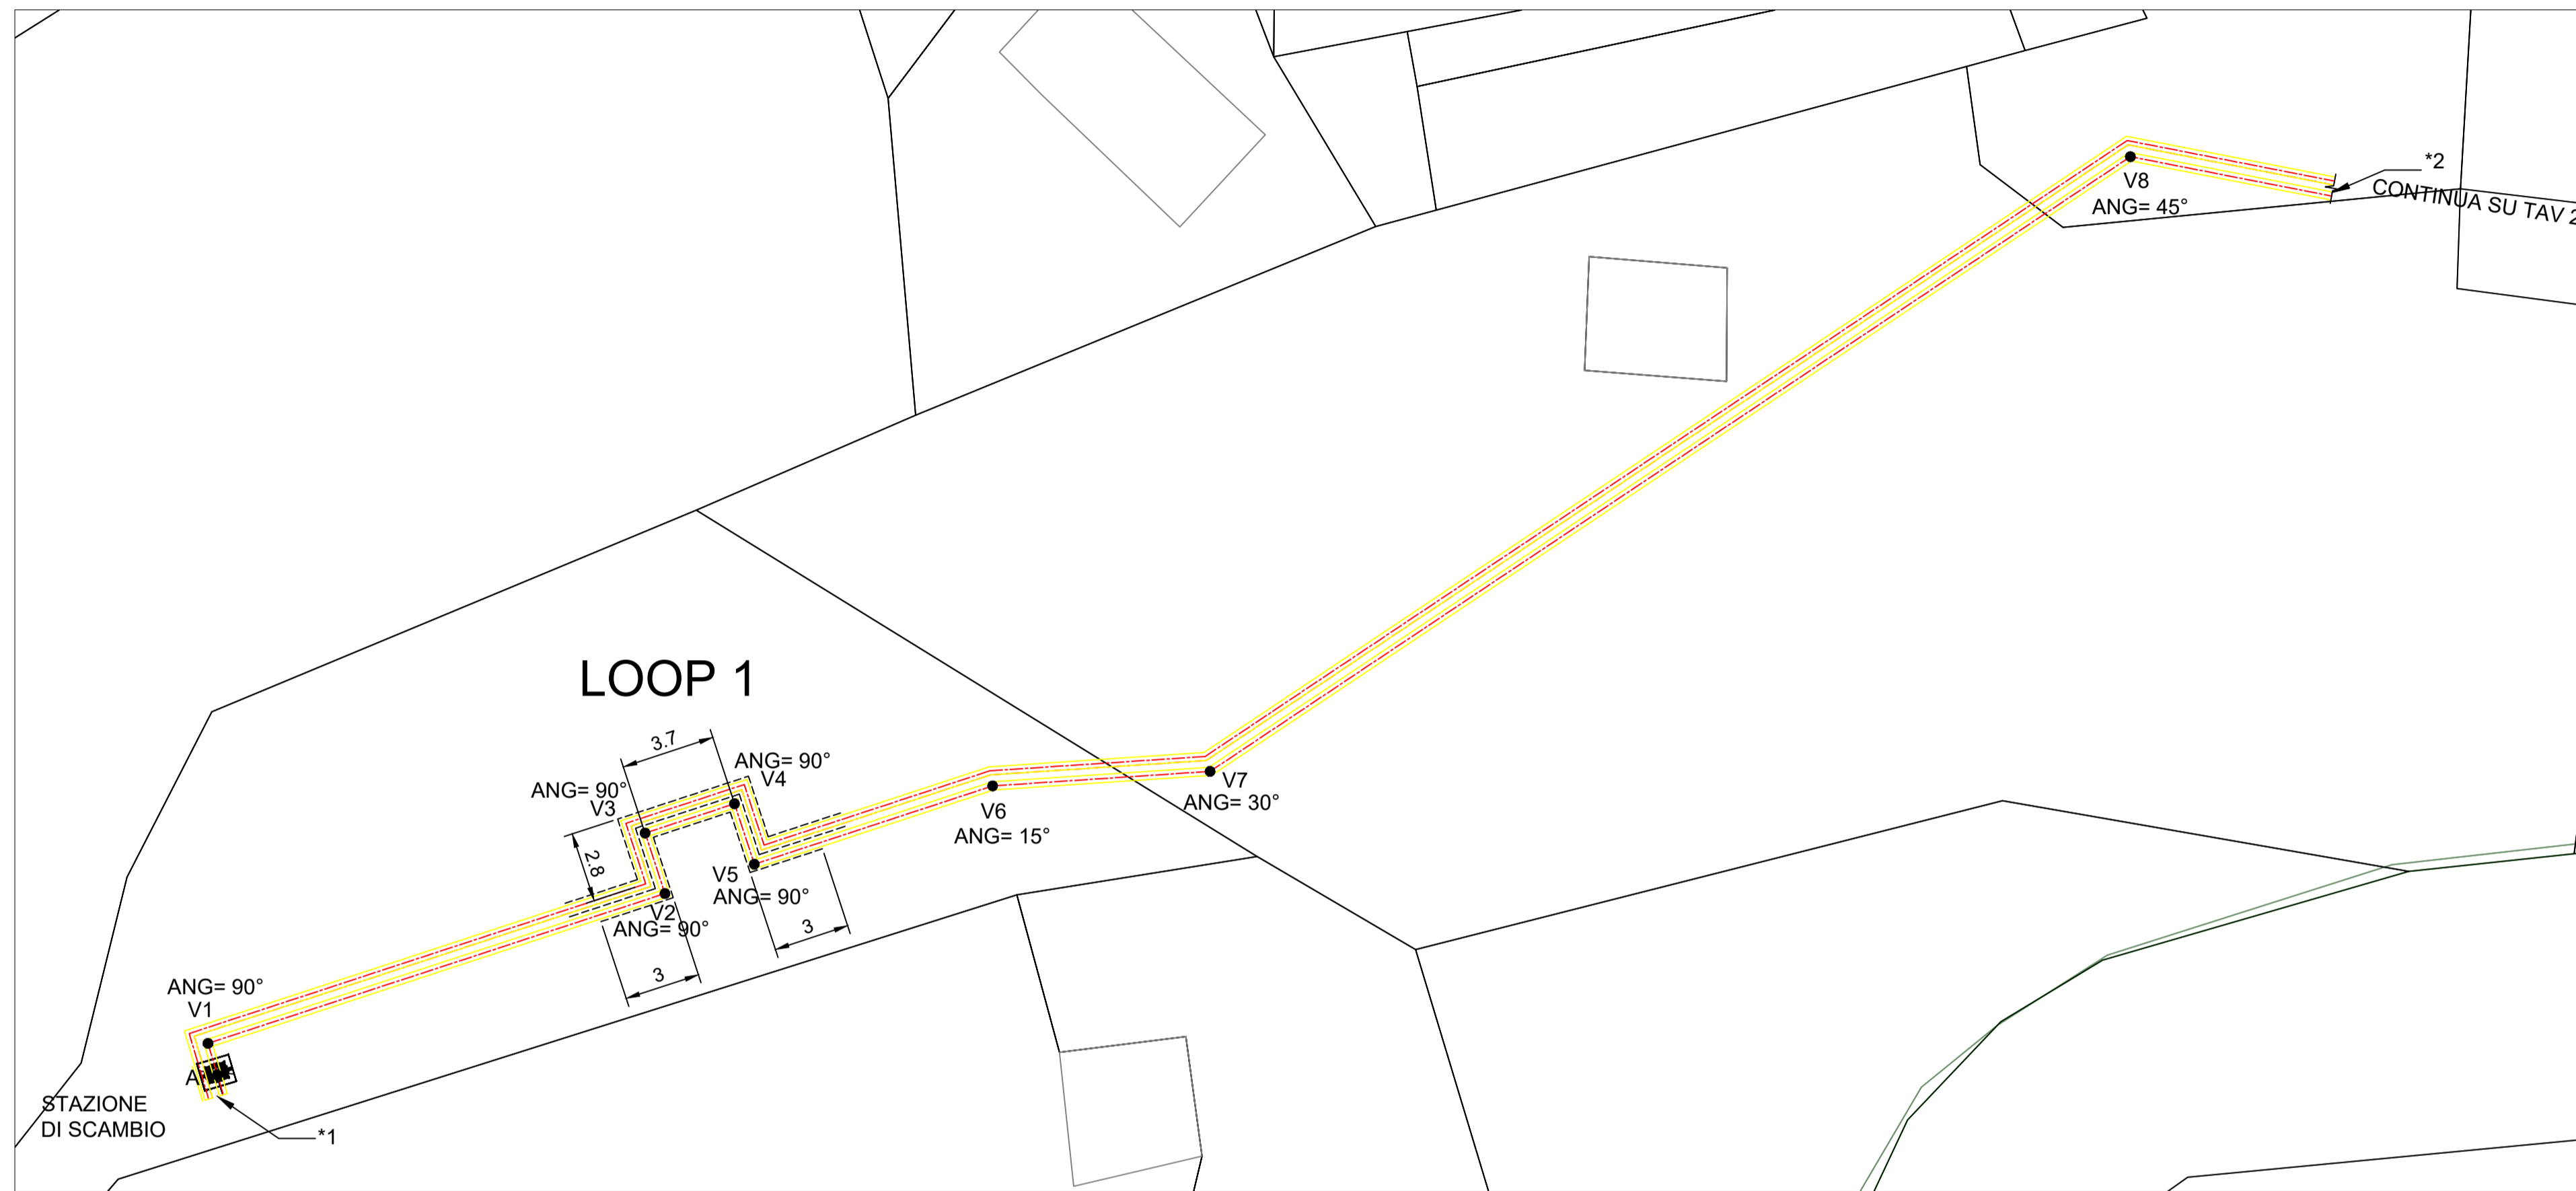 *2
V8
CONTINUA SU TAV 2
ANG= 45°
LOOP 1
3.7
ANG= 90°
V4
ANG= 90°
V3
V7
ANG= 30°
V6
ANG= 15°
2.8
V5
ANG= 90°
V2
ANG= 90°
3
3
ANG= 90°
V1
STAZIONE
DI SCAMBIO
*1